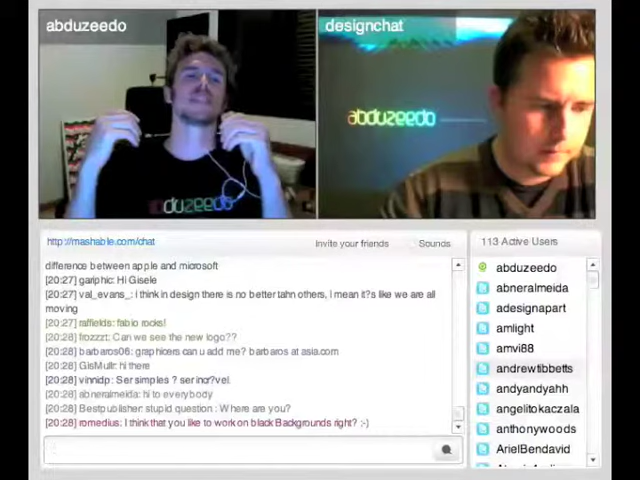 abduzeedo
designchat
abduzeedo
abduzeedo
http://mashable.com/chat
Invite your friends
Sounds
113 Active Users
difference between apple and microsoft
[20:27] gariphic: Hi Gisele
[20:27] val_evans_: I think in design there is no better tahn others, I mean it?s like we are all
moving
[20:27] raffields: fabio rocks!
[20:28] frozzzt: Can we see the new logo??
[20:28] barbaros06: graphicers can u add me? barbaros at asia.com
[20:28] GisMullr: hi there
[20:28] vinnidp: Ser simples ? ser incr?vel.
[20:28] abneralmeida: hi to everybody
[20:28] Bestpublisher: stupid question : Where are you?
[20:28] romedius: I think that you like to work on black Backgrounds right? ;-)
abduzeedo
abneralmeida
adesignapart
amlight
amvi88
andrewtibbetts
andyandyahh
angelitokaczala
anthonywoods
ArielBendavid